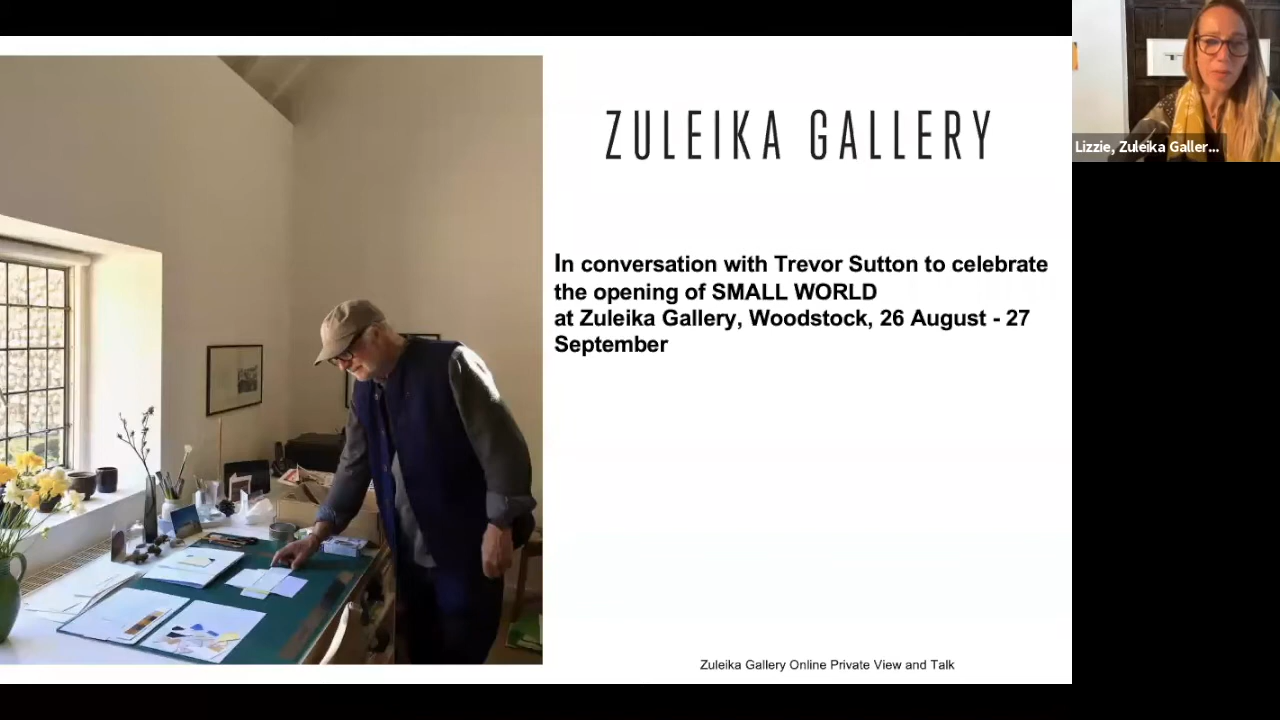 ZULEIKA GALLERY
In conversation with Trevor Sutton to celebrate
the opening of SMALL WORLD
at Zuleika Gallery, Woodstock, 26 August - 27
September
Zuleika Gallery Online Private View and Talk
Lizzie, Zuleika Galler...